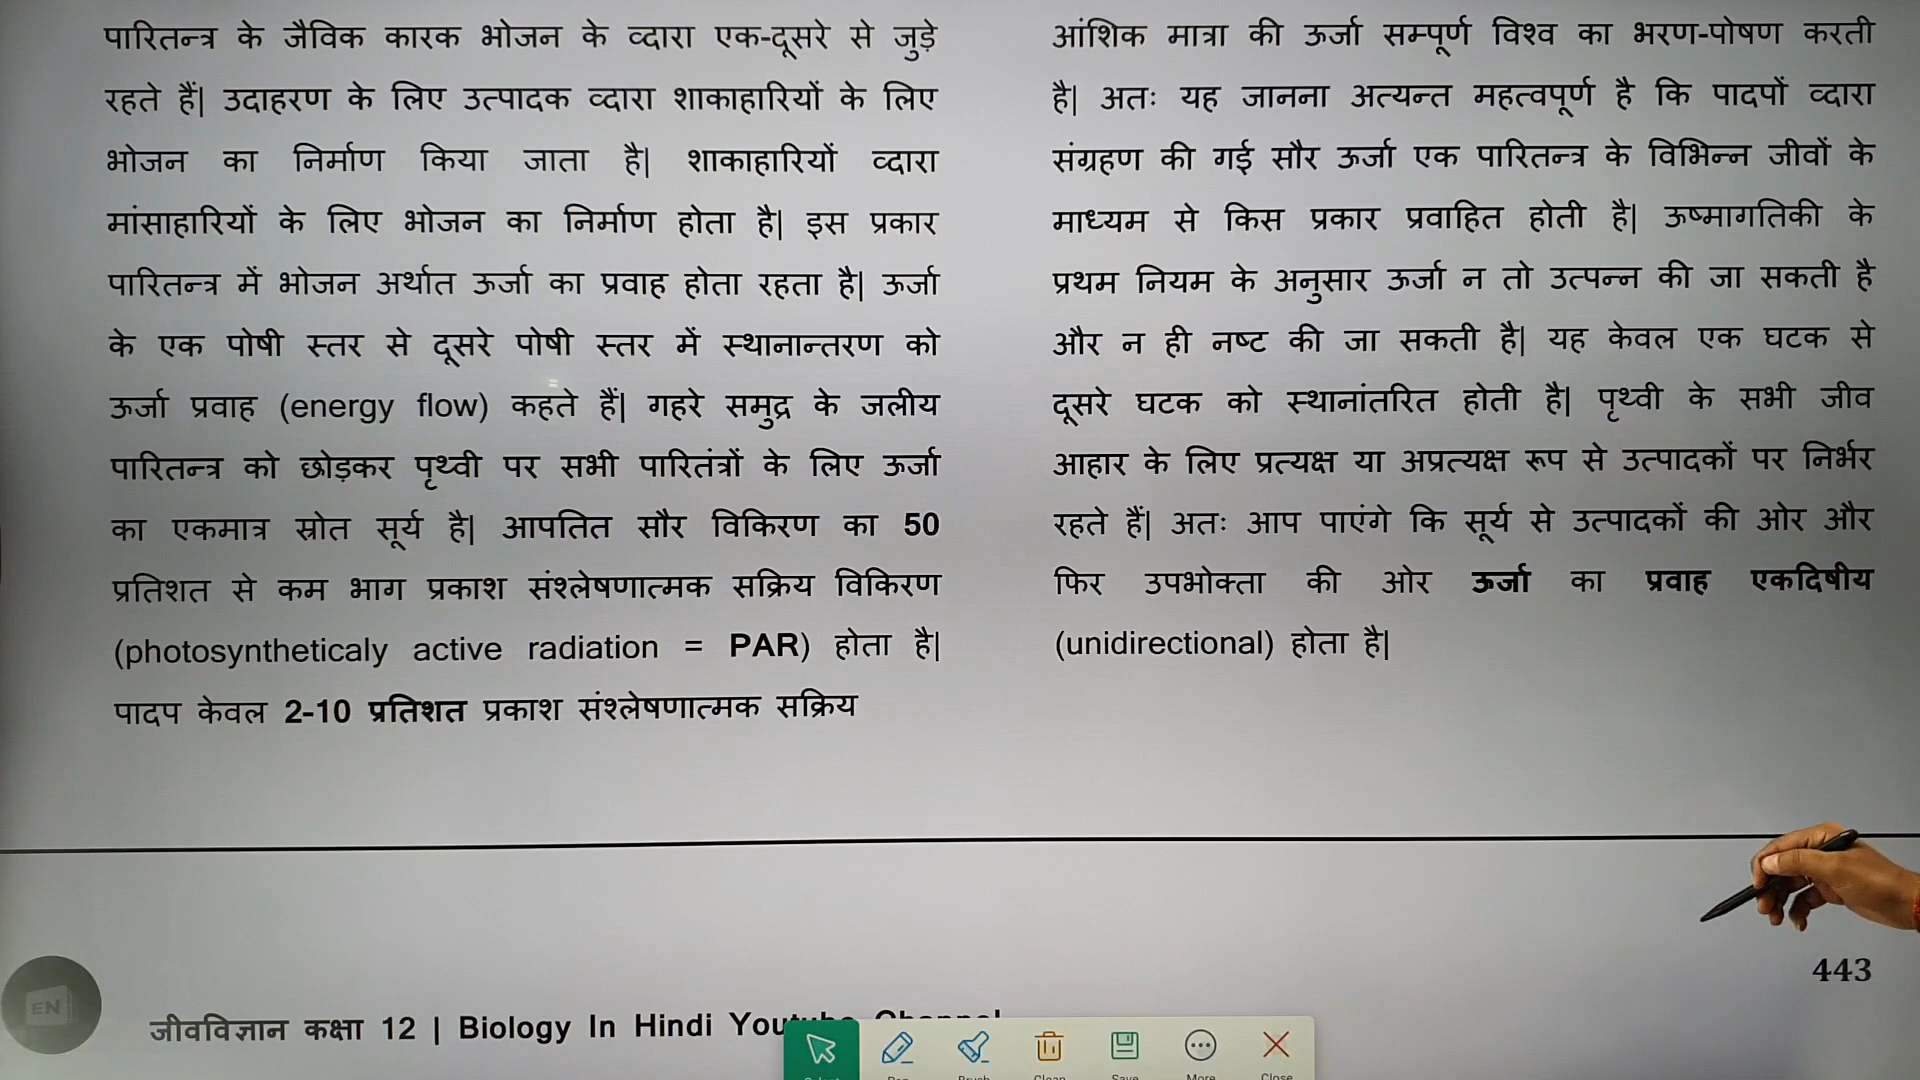 पारितन्त्र के जैविक कारक भोजन के व्दारा एक-दूसरे से जुड़े
रहते हैं| उदाहरण के लिए उत्पादक व्दारा शाकाहारियों के लिए
भोजन का निर्माण किया जाता है| शाकाहारियों व्दारा
मांसाहारियों के लिए भोजन का निर्माण होता है| इस प्रकार
पारितन्त्र में भोजन अर्थात ऊर्जा का प्रवाह होता रहता है| ऊर्जा
के एक पोषी स्तर से दूसरे पोषी स्तर में स्थानान्तरण को
ऊर्जा प्रवाह (energy flow) कहते हैं| गहरे समुद्र के जलीय
पारितन्त्र को छोड़कर पृथ्वी पर सभी पारितंत्रों के लिए ऊर्जा
का एकमात्र स्रोत सूर्य है| आपतित सौर विकिरण का 50
प्रतिशत से कम भाग प्रकाश संश्लेषणात्मक सक्रिय विकिरण
(photosyntheticaly active radiation = PAR) होता है|
पादप केवल 2-10 प्रतिशत प्रकाश संश्लेषणात्मक सक्रिय
आंशिक मात्रा की ऊर्जा सम्पूर्ण विश्व का भरण-पोषण करती
है| अतः यह जानना अत्यन्त महत्वपूर्ण है कि पादपों व्दारा
संग्रहण की गई सौर ऊर्जा एक पारितन्त्र के विभिन्न जीवों के
माध्यम से किस प्रकार प्रवाहित होती है| ऊष्मागतिकी के
प्रथम नियम के अनुसार ऊर्जा न तो उत्पन्न की जा सकती है
और न ही नष्ट की जा सकती है| यह केवल एक घटक से
दूसरे घटक को स्थानांतरित होती है| पृथ्वी के सभी जीव
आहार के लिए प्रत्यक्ष या अप्रत्यक्ष रूप से उत्पादकों पर निर्भर
रहते हैं| अतः आप पाएंगे कि सूर्य से उत्पादकों की ओर और
फिर उपभोक्ता की ओर ऊर्जा का प्रवाह एकदिषीय
(unidirectional) होता है|
443
EN
जीवविज्ञान कक्षा 12 | Biology In Hindi Youtube Channel
Pen Brush Clean Save More Close